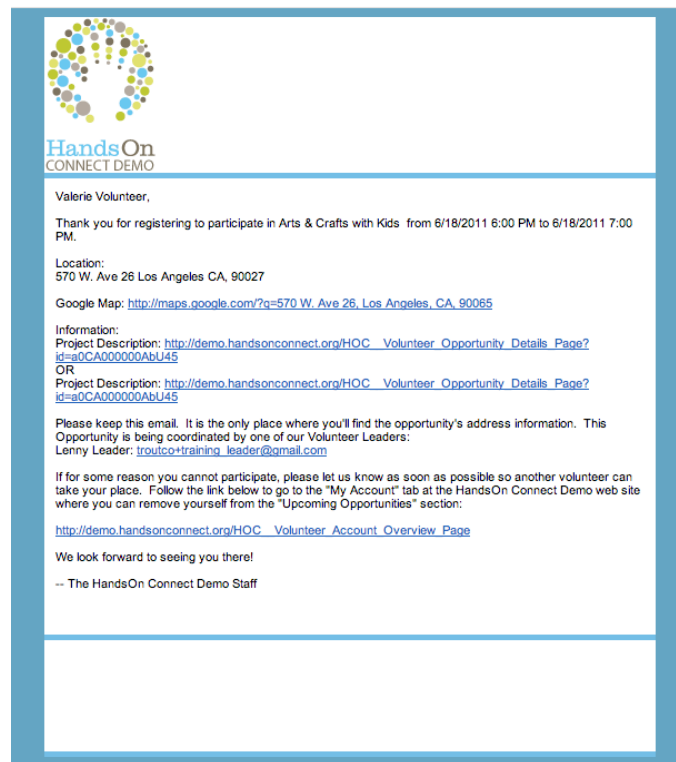 HandsOn
CONNECT DEMO
Valerie Volunteer,
Thank you for registering to participate in Arts & Crafts with Kids  from 6/18/2011 6:00 PM to 6/18/2011 7:00
PM.
Location:
570 W. Ave 26 Los Angeles CA, 90027
Google Map: http://maps.google.com/?q=570 W. Ave 26, Los Angeles, CA, 90065
Information:
Project Description: http://demo.handsonconnect.org/HOC__Volunteer_Opportunity_Details_Page?
id=a0CA000000AbU45
OR
Project Description: http://demo.handsonconnect.org/HOC__Volunteer_Opportunity_Details_Page?
id=a0CA000000AbU45
Please keep this email.  It is the only place where you'll find the opportunity's address information.  This
Opportunity is being coordinated by one of our Volunteer Leaders:
Lenny Leader: troutco+training_leader@gmail.com
If for some reason you cannot participate, please let us know as soon as possible so another volunteer can
take your place.  Follow the link below to go to the "My Account" tab at the HandsOn Connect Demo web site
where you can remove yourself from the "Upcoming Opportunities" section:
http://demo.handsonconnect.org/HOC__Volunteer_Account_Overview_Page
We look forward to seeing you there!
-- The HandsOn Connect Demo Staff